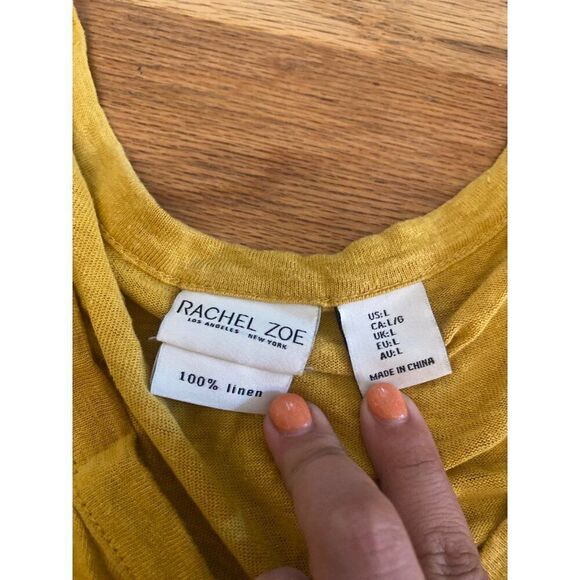 RACHEL ZOE
LOS ANGELES NEW YORK
100% linen
US:L
CA:L/G
UK:L
EU:L
AU:L
MADE IN CHINA